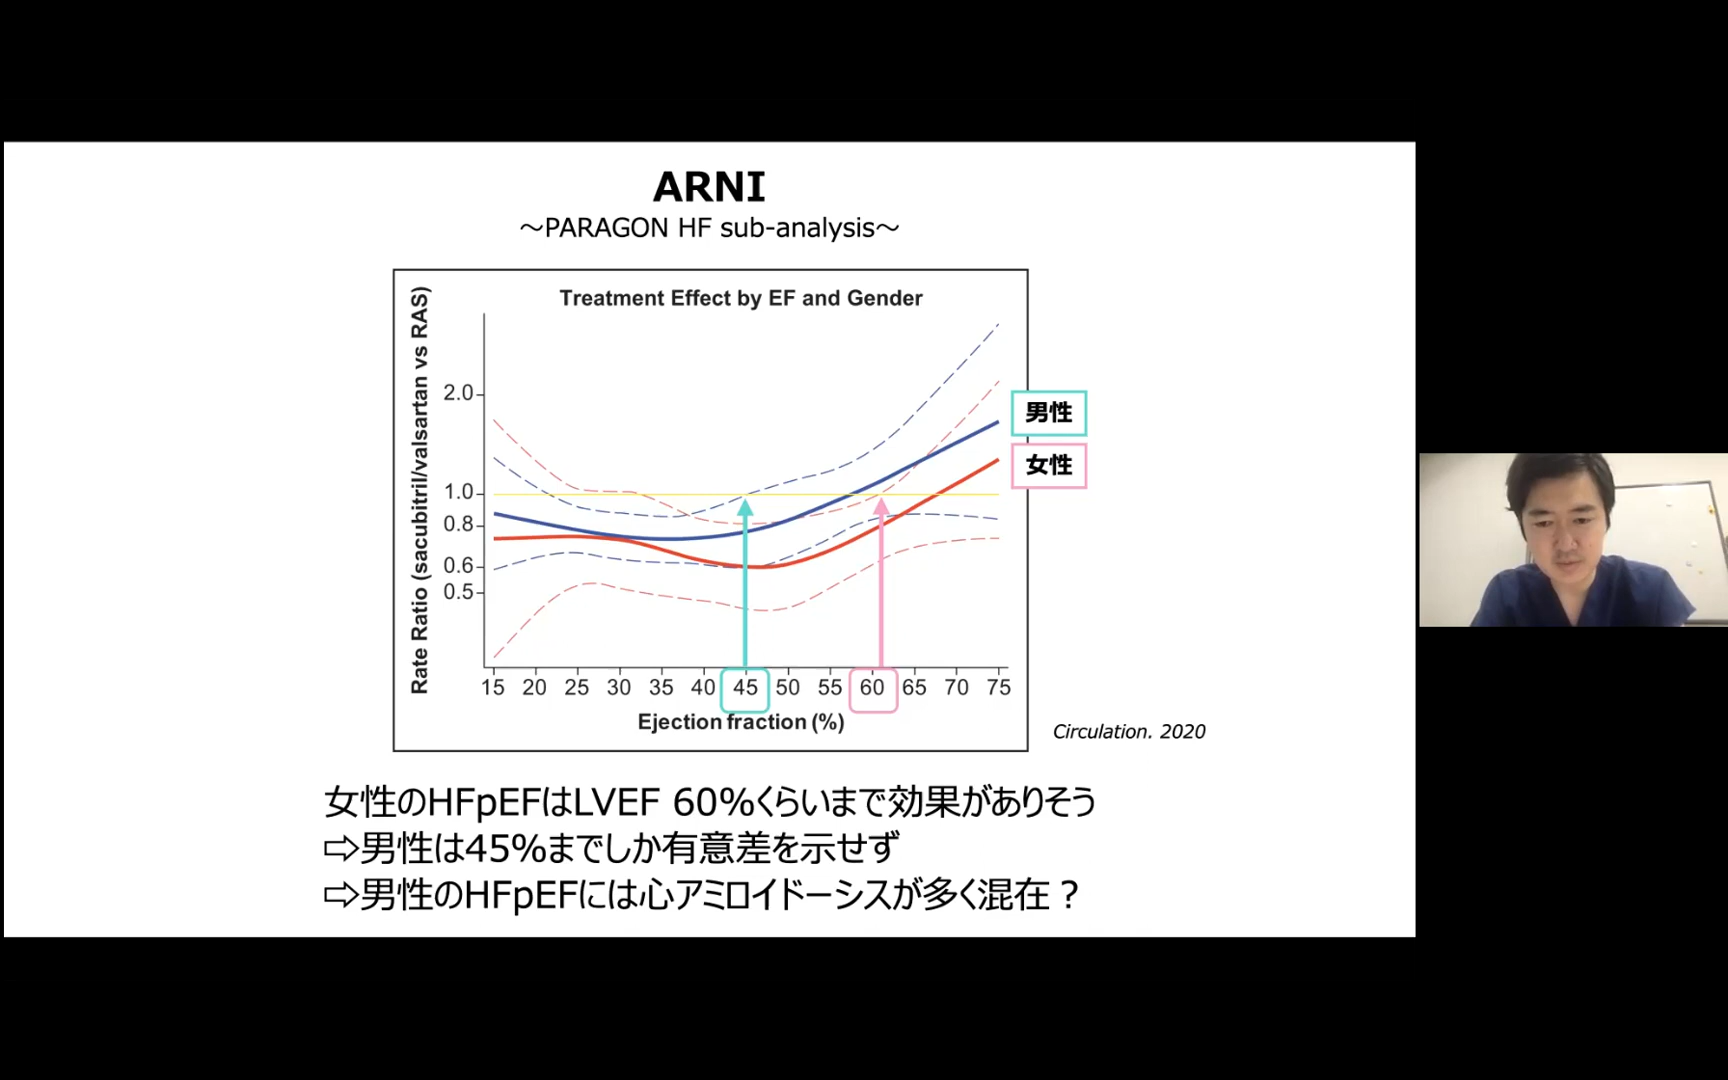 ARNI
～PARAGON HF sub-analysis～
Treatment Effect by EF and Gender
Rate Ratio (sacubitril/valsartan vs RAS)
2.0
1.0
0.8
0.6
0.5
男性
女性
15 20 25 30 35 40 45 50 55 60 65 70 75
Ejection fraction (%)
Circulation. 2020
女性のHFpEFはLVEF 60%くらいまで効果がありそう
⇨男性は45%までしか有意差を示せず
⇨男性のHFpEFには心アミロイドーシスが多く混在？